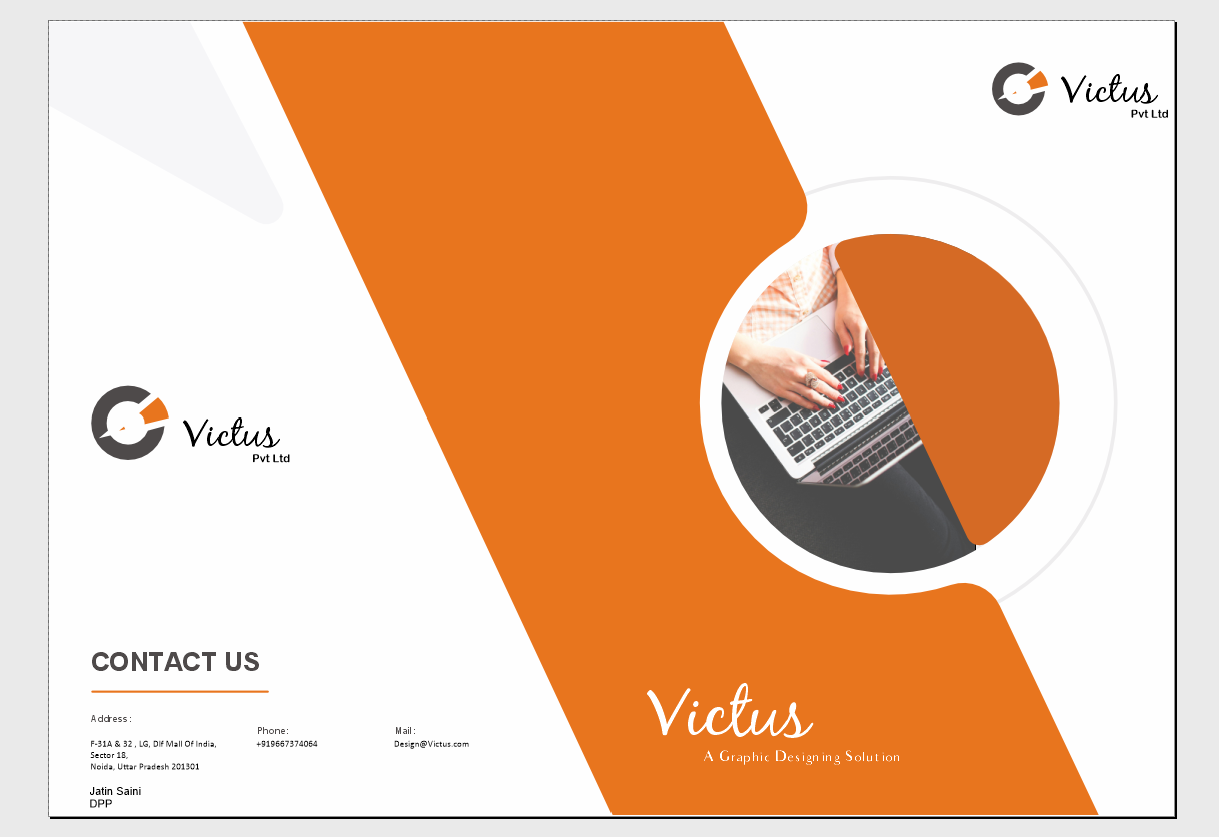 Victus
Pvt Ltd
Victus
Pvt Ltd
CONTACT US
Address:
F-31A & 32 , LG, Dlf Mall Of India,
Sector 18,
Noida, Uttar Pradesh 201301
Phone:
+919667374064
Mail:
Design@Victus.com
Jatin Saini
DPP
Victus
A Graphic Designing Solution